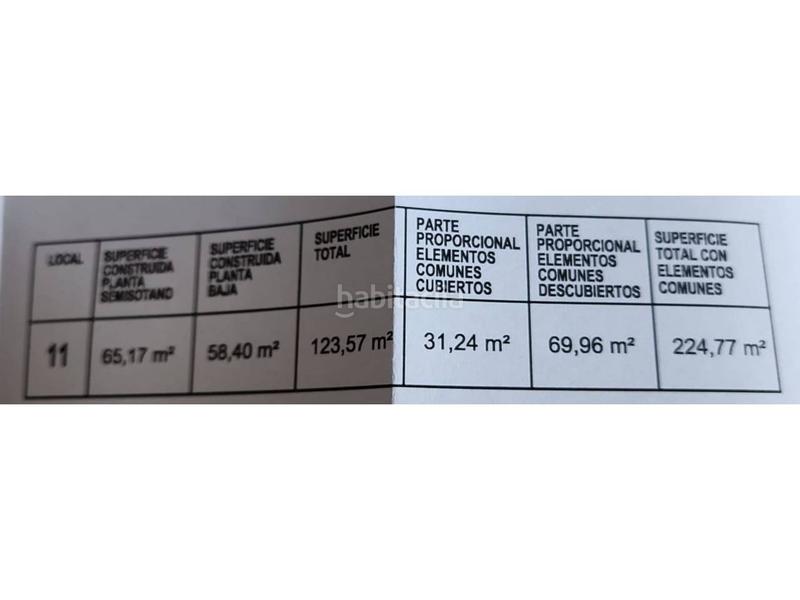 LOCAL
SUPERFICIE
CONSTRUIDA
PLANTA
SEMISOTANO
SUPERFICIE
CONSTRUIDA
PLANTA
BAJA
SUPERFICIE
TOTAL
PARTE
PROPORCIONAL
ELEMENTOS
COMUNES
CUBIERTOS
PARTE
PROPORCIONAL
ELEMENTOS
COMUNES
DESCUBIERTOS
SUPERFICIE
TOTAL CON
ELEMENTOS
COMUNES
11
65,17 m²
58,40 m²
123,57 m²
31,24 m²
69,96 m²
224,77 m²
habitaclia